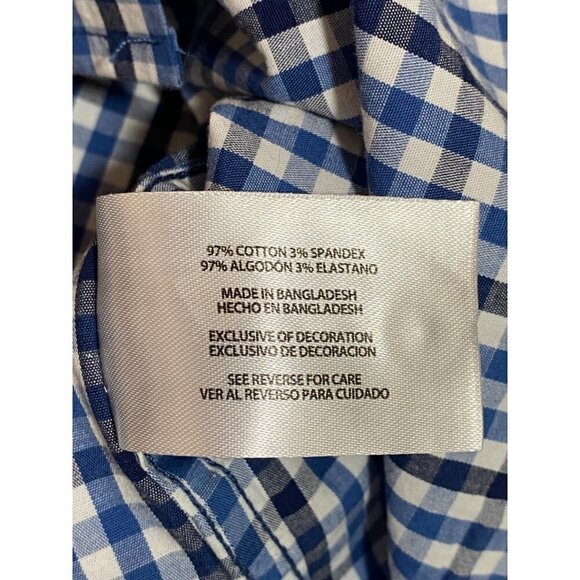 97% COTTON 3% SPANDEX
97% ALGODÓN 3% ELASTANO
MADE IN BANGLADESH
HECHO EN BANGLADESH
EXCLUSIVE OF DECORATION
EXCLUSIVO DE DECORACION
SEE REVERSE FOR CARE
VER AL REVERSO PARA CUIDADO